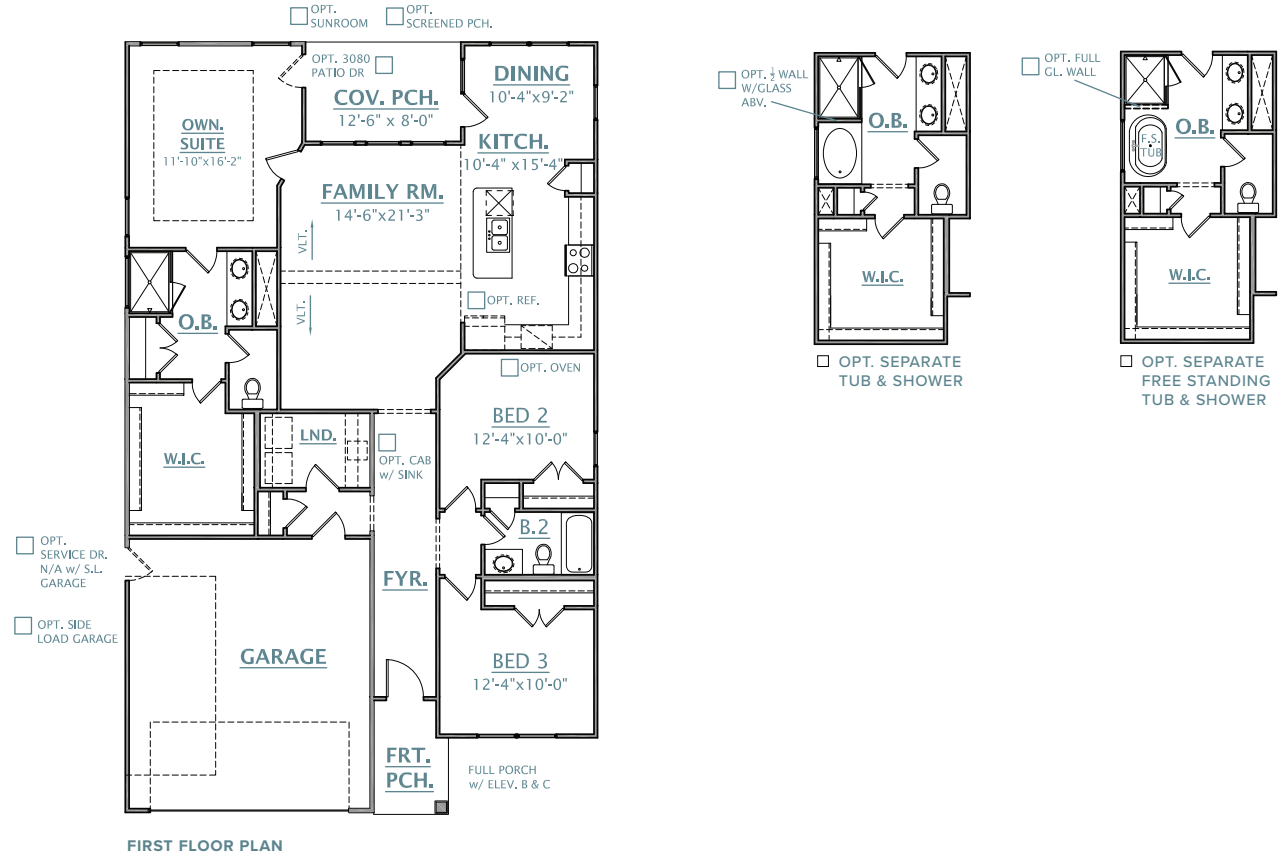 OPT.
SUNROOM
OPT.
SCREENED PCH.
OPT. 3080
PATIO DR
DINING
10'-4"x9'-2"
COV. PCH.
12'-6" x 8'-0"
OWN.
SUITE
11'-10"x16'-2"
KITCH.
10'-4" x15'-4"
FAMILY RM.
14'-6"x21'-3"
VLT.
VLT.
OPT. REF.
O.B.
OPT. OVEN
BED 2
12'-4"x10'-0"
LND.
OPT. CAB
w/ SINK
W.I.C.
B.2
OPT.
SERVICE DR.
N/A w/ S.L.
GARAGE
FYR.
OPT. SIDE
LOAD GARAGE
GARAGE
BED 3
12'-4"x10'-0"
FRT.
PCH.
FULL PORCH
w/ ELEV. B & C
FIRST FLOOR PLAN
OPT. ½ WALL
W/GLASS
ABV.
O.B.
W.I.C.
OPT. SEPARATE
TUB & SHOWER
OPT. FULL
GL. WALL
O.B.
F.S.
TUB
W.I.C.
OPT. SEPARATE
FREE STANDING
TUB & SHOWER